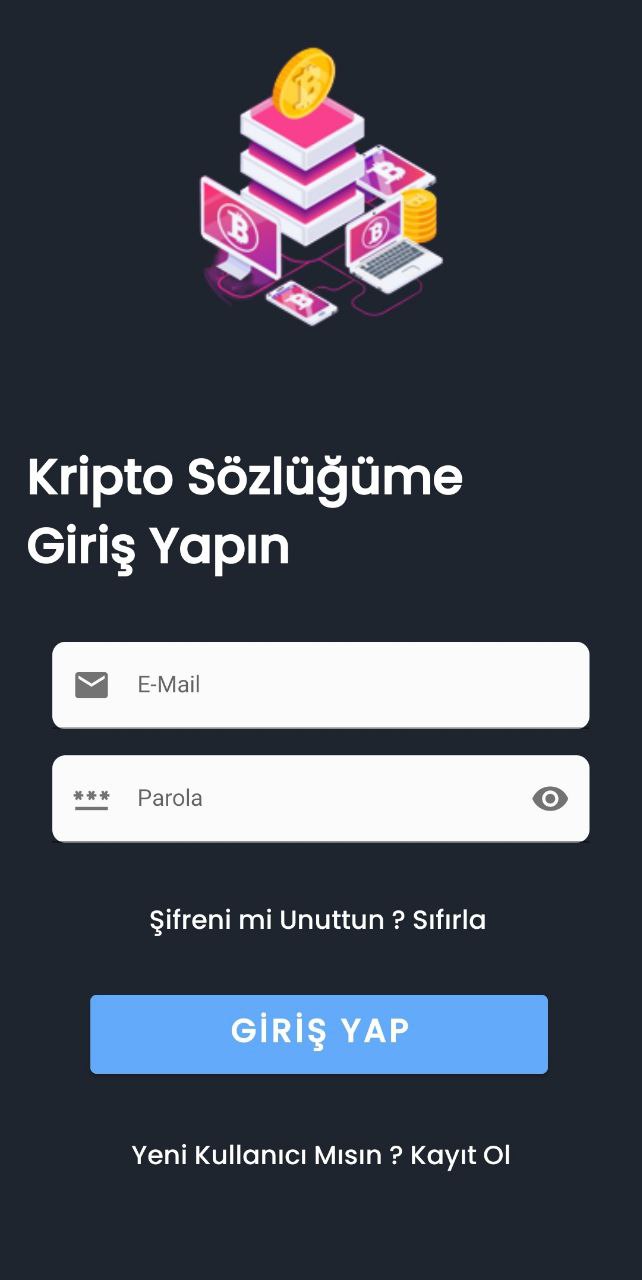 Kripto Sözlüğüme
Giriş Yapın
E-Mail
*** Parola
Şifreni mi Unuttun ? Sıfırla
GİRİŞ YAP
Yeni Kullanıcı Mısın ? Kayıt Ol